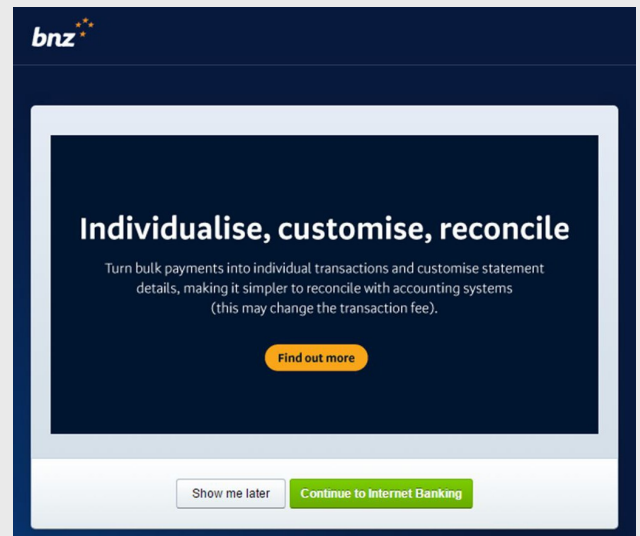 bnz
Individualise, customise, reconcile
Turn bulk payments into individual transactions and customise statement
details, making it simpler to reconcile with accounting systems
(this may change the transaction fee).
Find out more
Show me later
Continue to Internet Banking